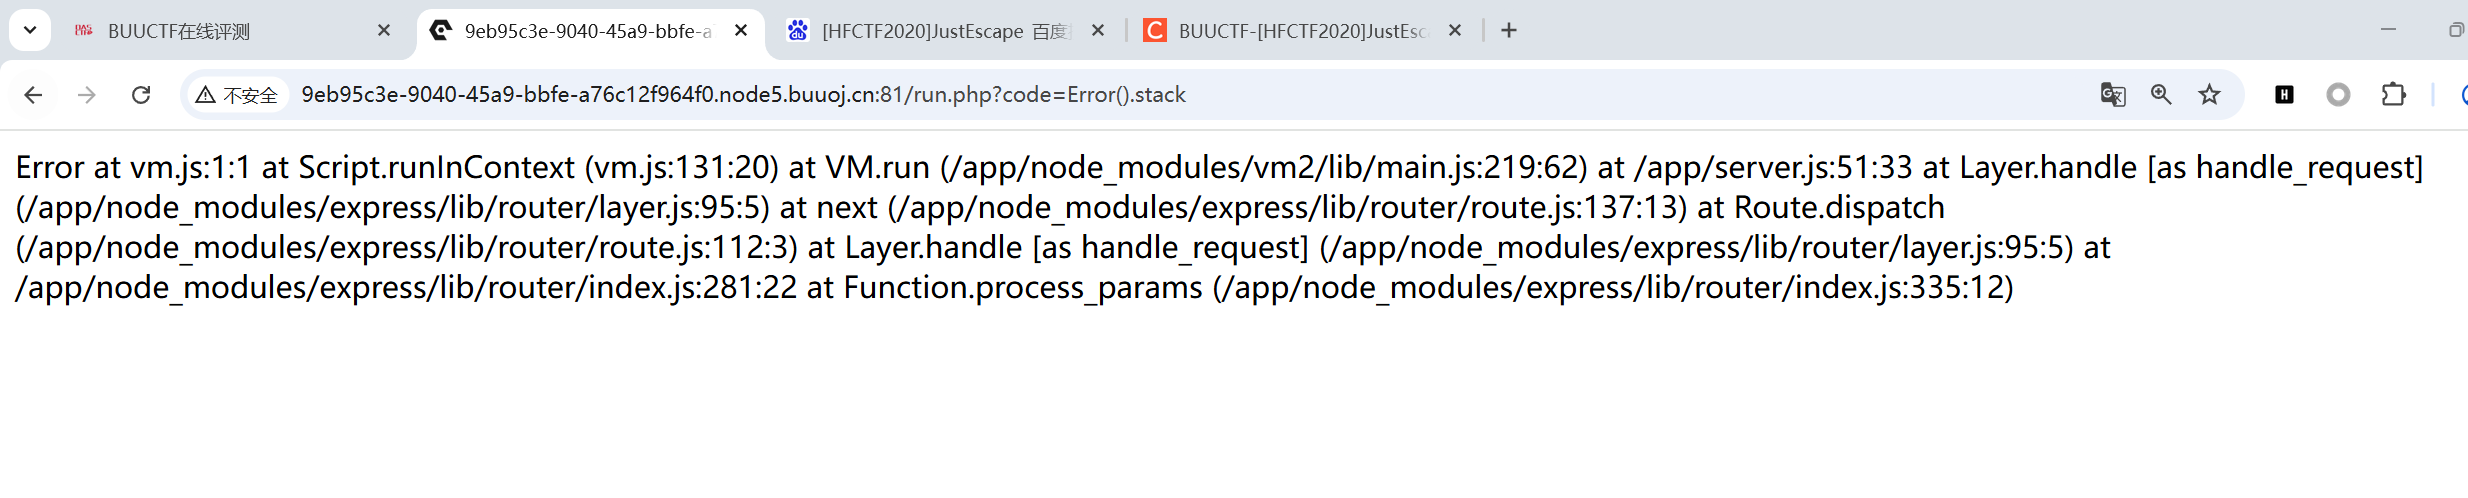 BUUCTF在线评测
9eb95c3e-9040-45a9-bbfe-a
[HFCTF2020]JustEscape 百度
BUUCTF-[HFCTF2020]JustEsc
不安全
9eb95c3e-9040-45a9-bbfe-a76c12f964f0.node5.buuoj.cn:81/run.php?code=Error().stack
Error at vm.js:1:1 at Script.runInContext (vm.js:131:20) at VM.run (/app/node_modules/vm2/lib/main.js:219:62) at /app/server.js:51:33 at Layer.handle [as handle_request]
(/app/node_modules/express/lib/router/layer.js:95:5) at next (/app/node_modules/express/lib/router/route.js:137:13) at Route.dispatch
(/app/node_modules/express/lib/router/route.js:112:3) at Layer.handle [as handle_request] (/app/node_modules/express/lib/router/layer.js:95:5) at
/app/node_modules/express/lib/router/index.js:281:22 at Function.process_params (/app/node_modules/express/lib/router/index.js:335:12)